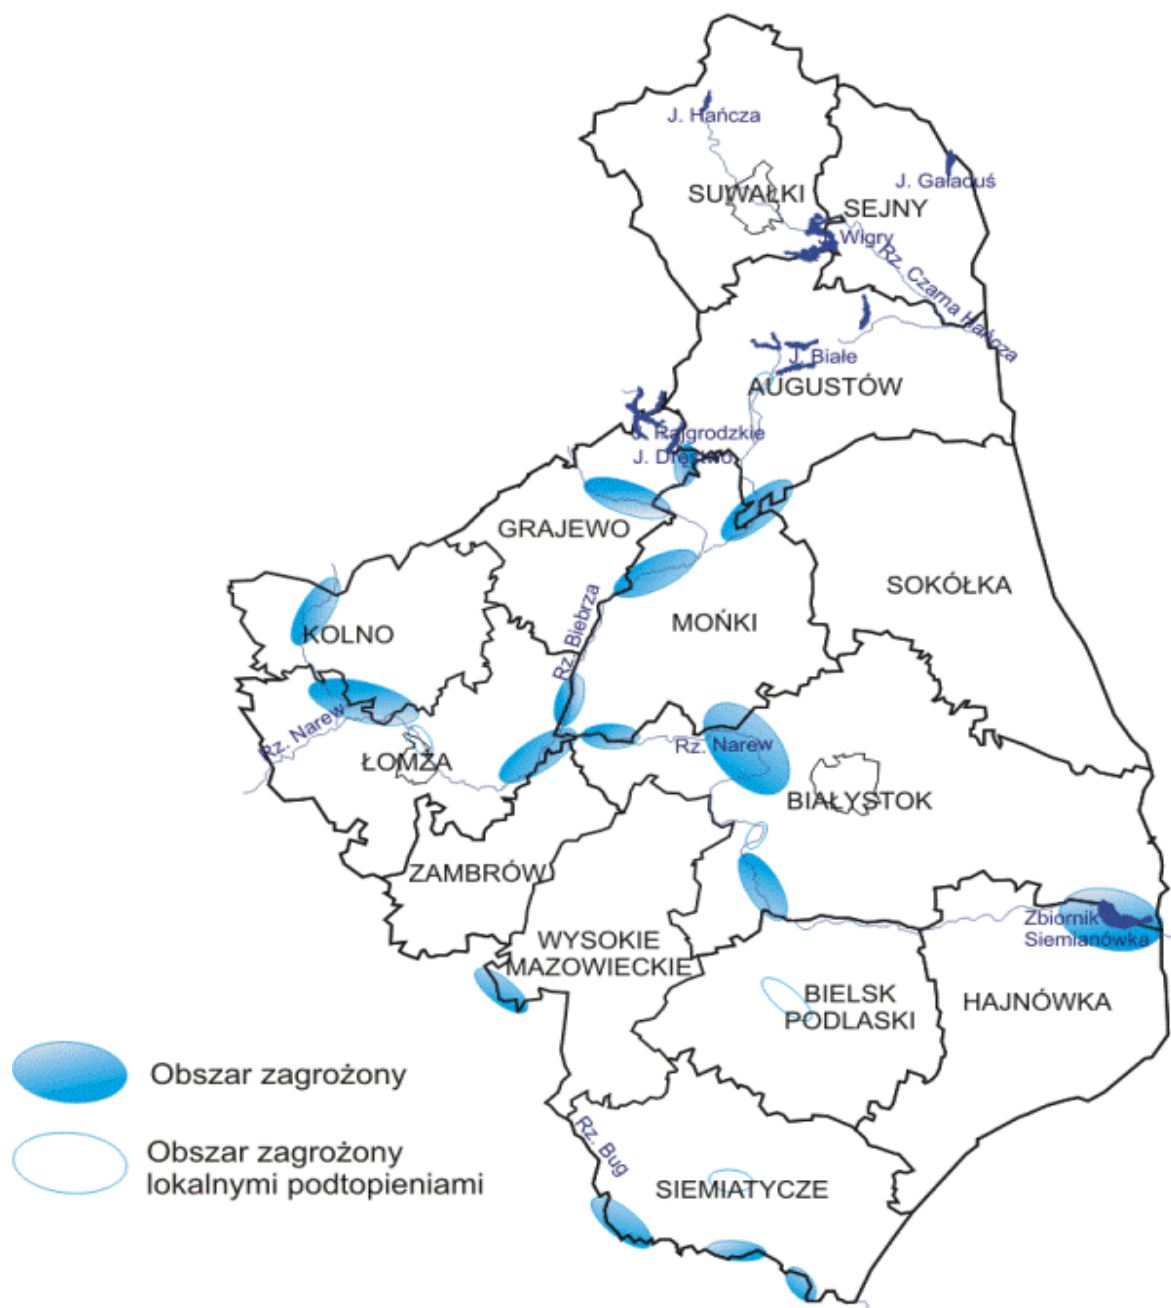 J. Hańcza
J. Gaładuś
SUWAŁKI
SEJNY
J. Wigry
Rz. Czarna Hańcza
J. Białe
AUGUSTÓW
J. Rajgrodzkie
J. Dręstwo
GRAJEWO
SOKÓŁKA
Rz. Biebrza
MOŃKI
KOLNO
Rz. Narew
Rz. Narew
ŁOMŻA
BIAŁYSTOK
ZAMBRÓW
Zbiornik
Siemianówka
WYSOKIE
MAZOWIECKIE
BIELSK
PODLASKI
HAJNÓWKA
Obszar zagrożony
Rz. Bug
Obszar zagrożony
lokalnymi podtopieniami
SIEMIATYCZE